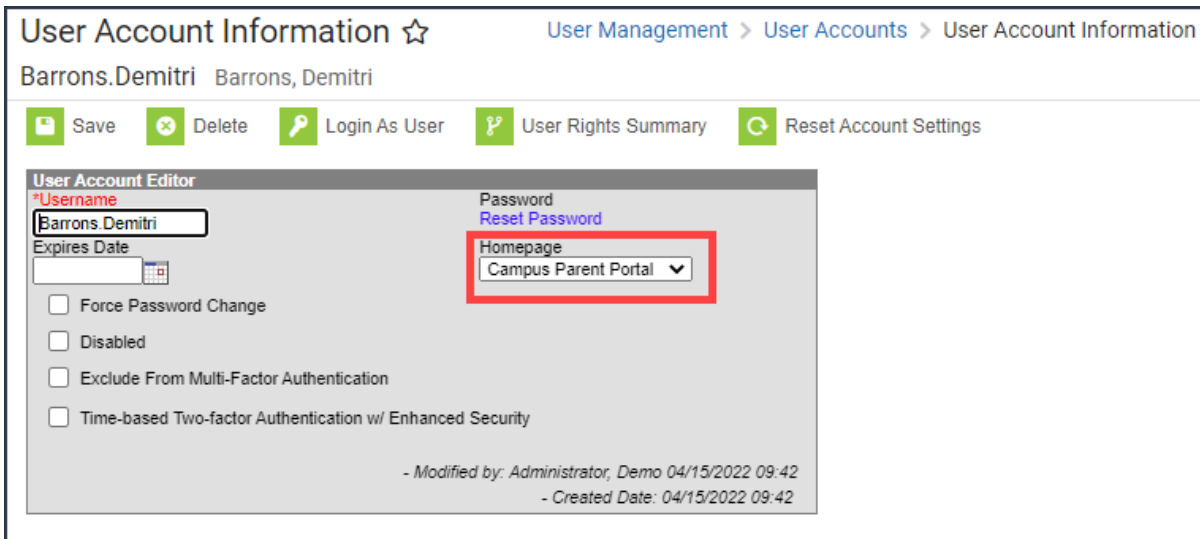 User Account Information User Management > User Accounts > User Account Information
Barrons.Demitri Barrons, Demitri
Save Delete Login As User User Rights Summary Reset Account Settings
User Account Editor
*Username Password
Barrons.Demitri Reset Password
Expires Date Homepage
Campus Parent Portal
Force Password Change
Disabled
Exclude From Multi-Factor Authentication
Time-based Two-factor Authentication w/ Enhanced Security
- Modified by: Administrator, Demo 04/15/2022 09:42
- Created Date: 04/15/2022 09:42